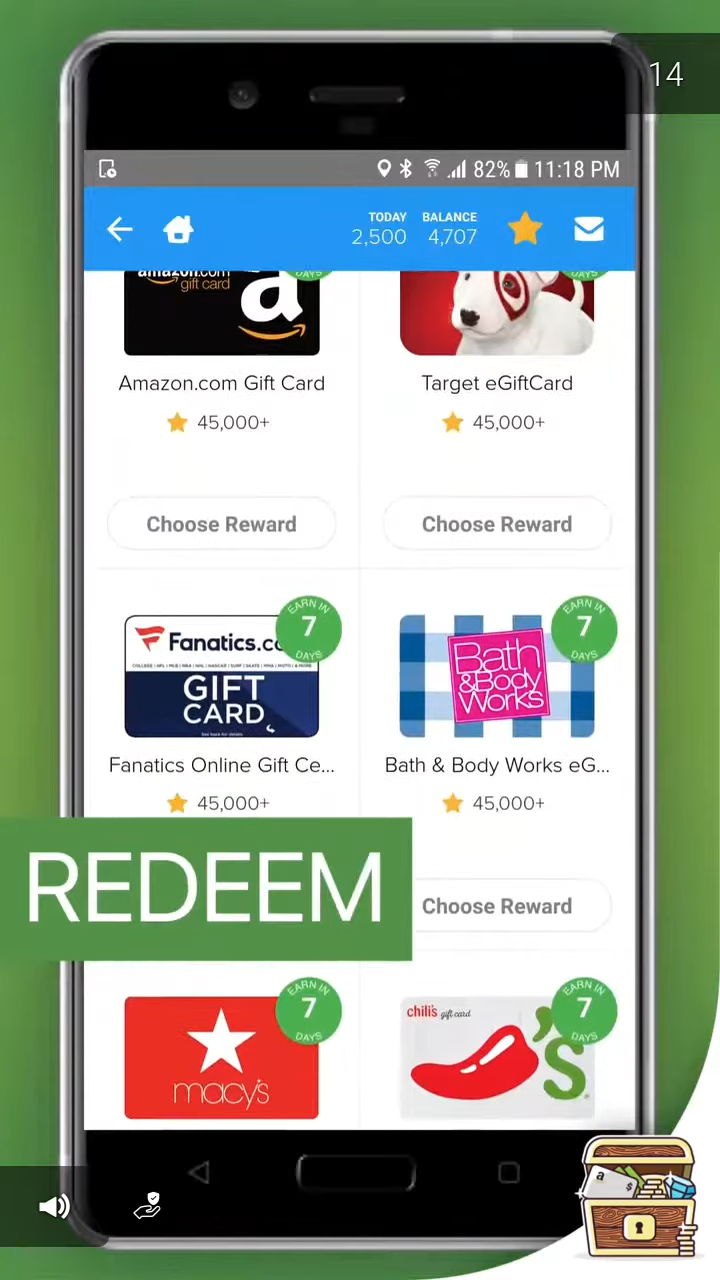 14
82% 11:18 PM
TODAY BALANCE
2,500 4,707
amazon.com
gift card
a
DAYS
DAYS
Amazon.com Gift Card
Target eGiftCard
45,000+
45,000+
Choose Reward
Choose Reward
EARN IN
7
DAYS
Fanatics.co
GIFT
CARD
EARN IN
7
DAYS
Bath
&Body
Works
Fanatics Online Gift Ce...
Bath & Body Works eG...
45,000+
45,000+
REDEEM
Choose Reward
EARN IN
7
DAYS
macy's
EARN IN
7
DAYS
chili's gift card
'S
a
$